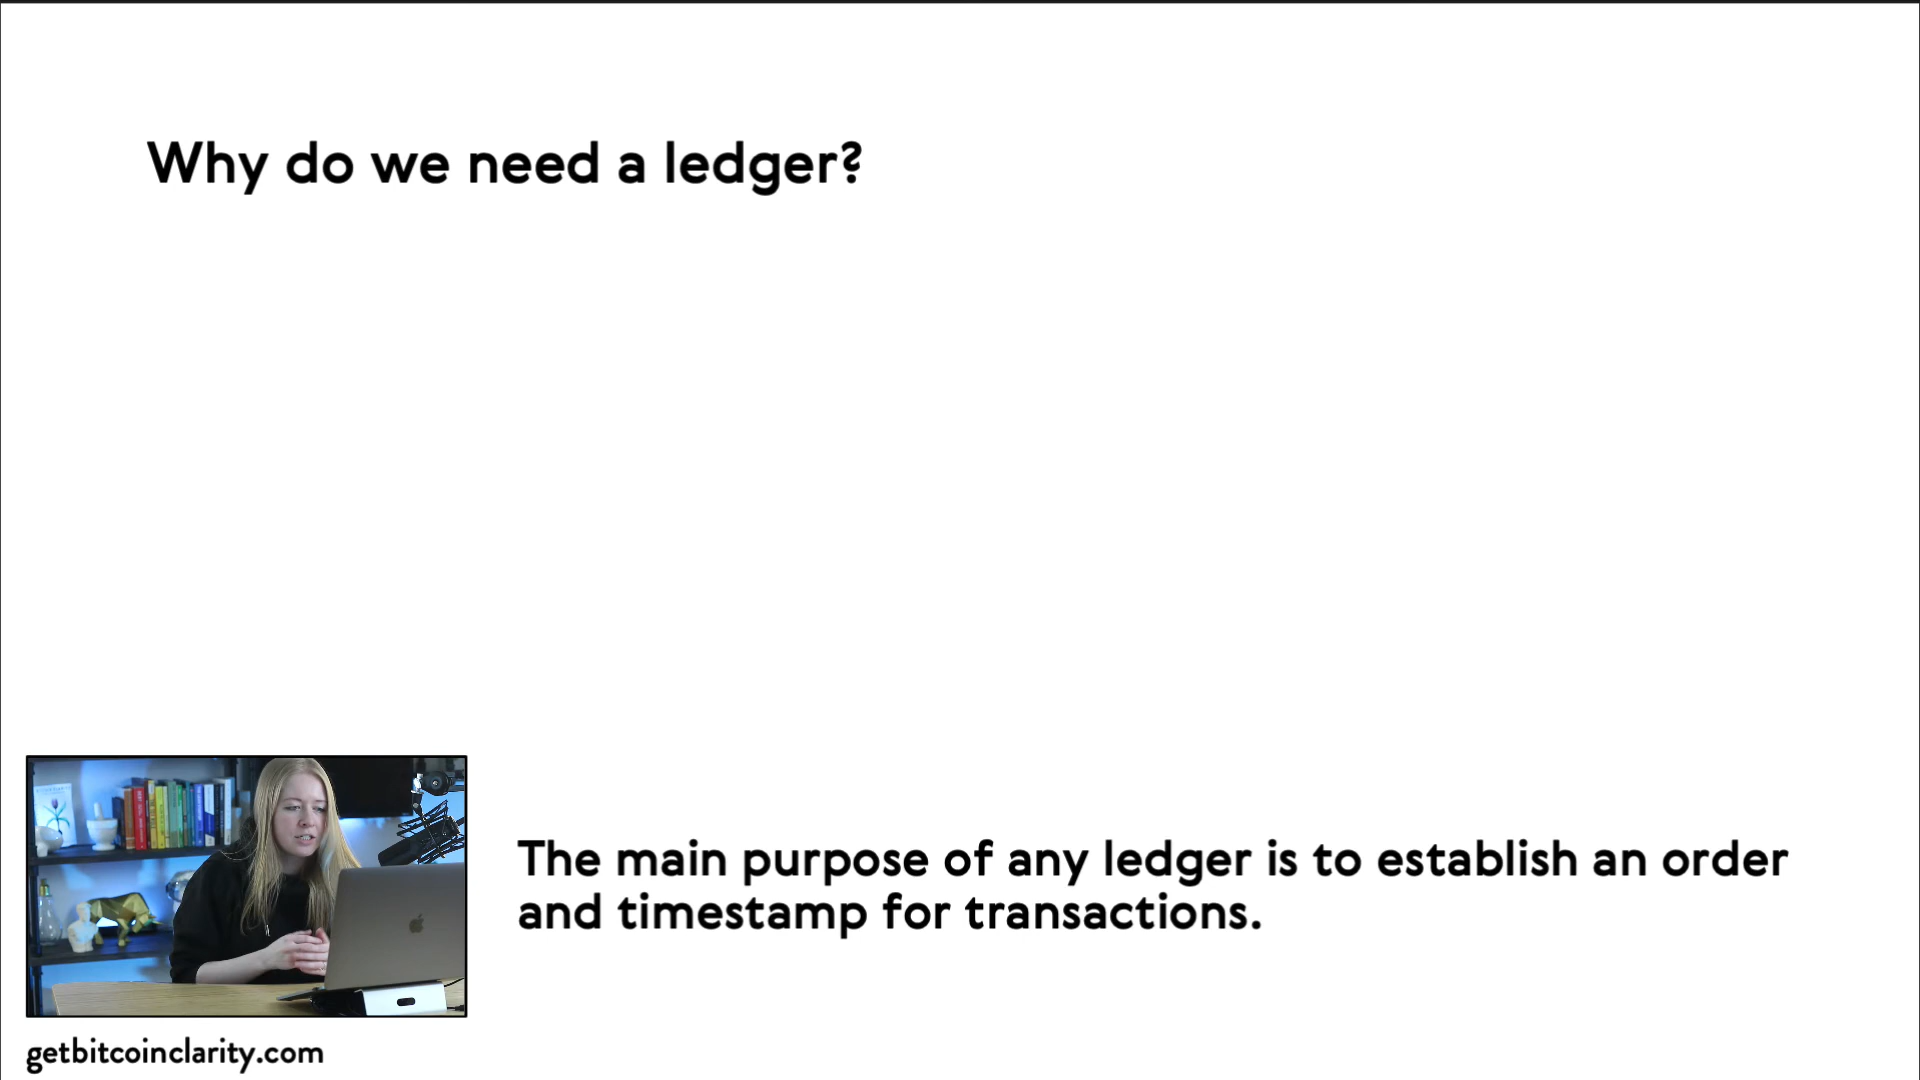 Why do we need a ledger?
The main purpose of any ledger is to establish an order
and timestamp for transactions.
getbitcoinclarity.com